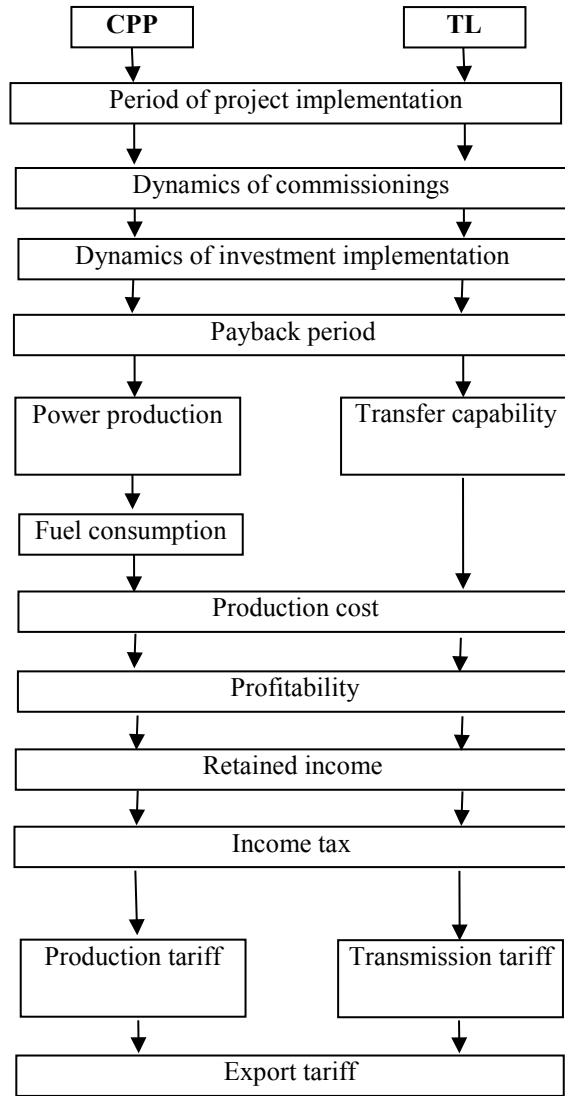 CPP
TL
Period of project implementation
Dynamics of commissionings
Dynamics of investment implementation
Payback period
Power production
Transfer capability
Fuel consumption
Production cost
Profitability
Retained income
Income tax
Production tariff
Transmission tariff
Export tariff